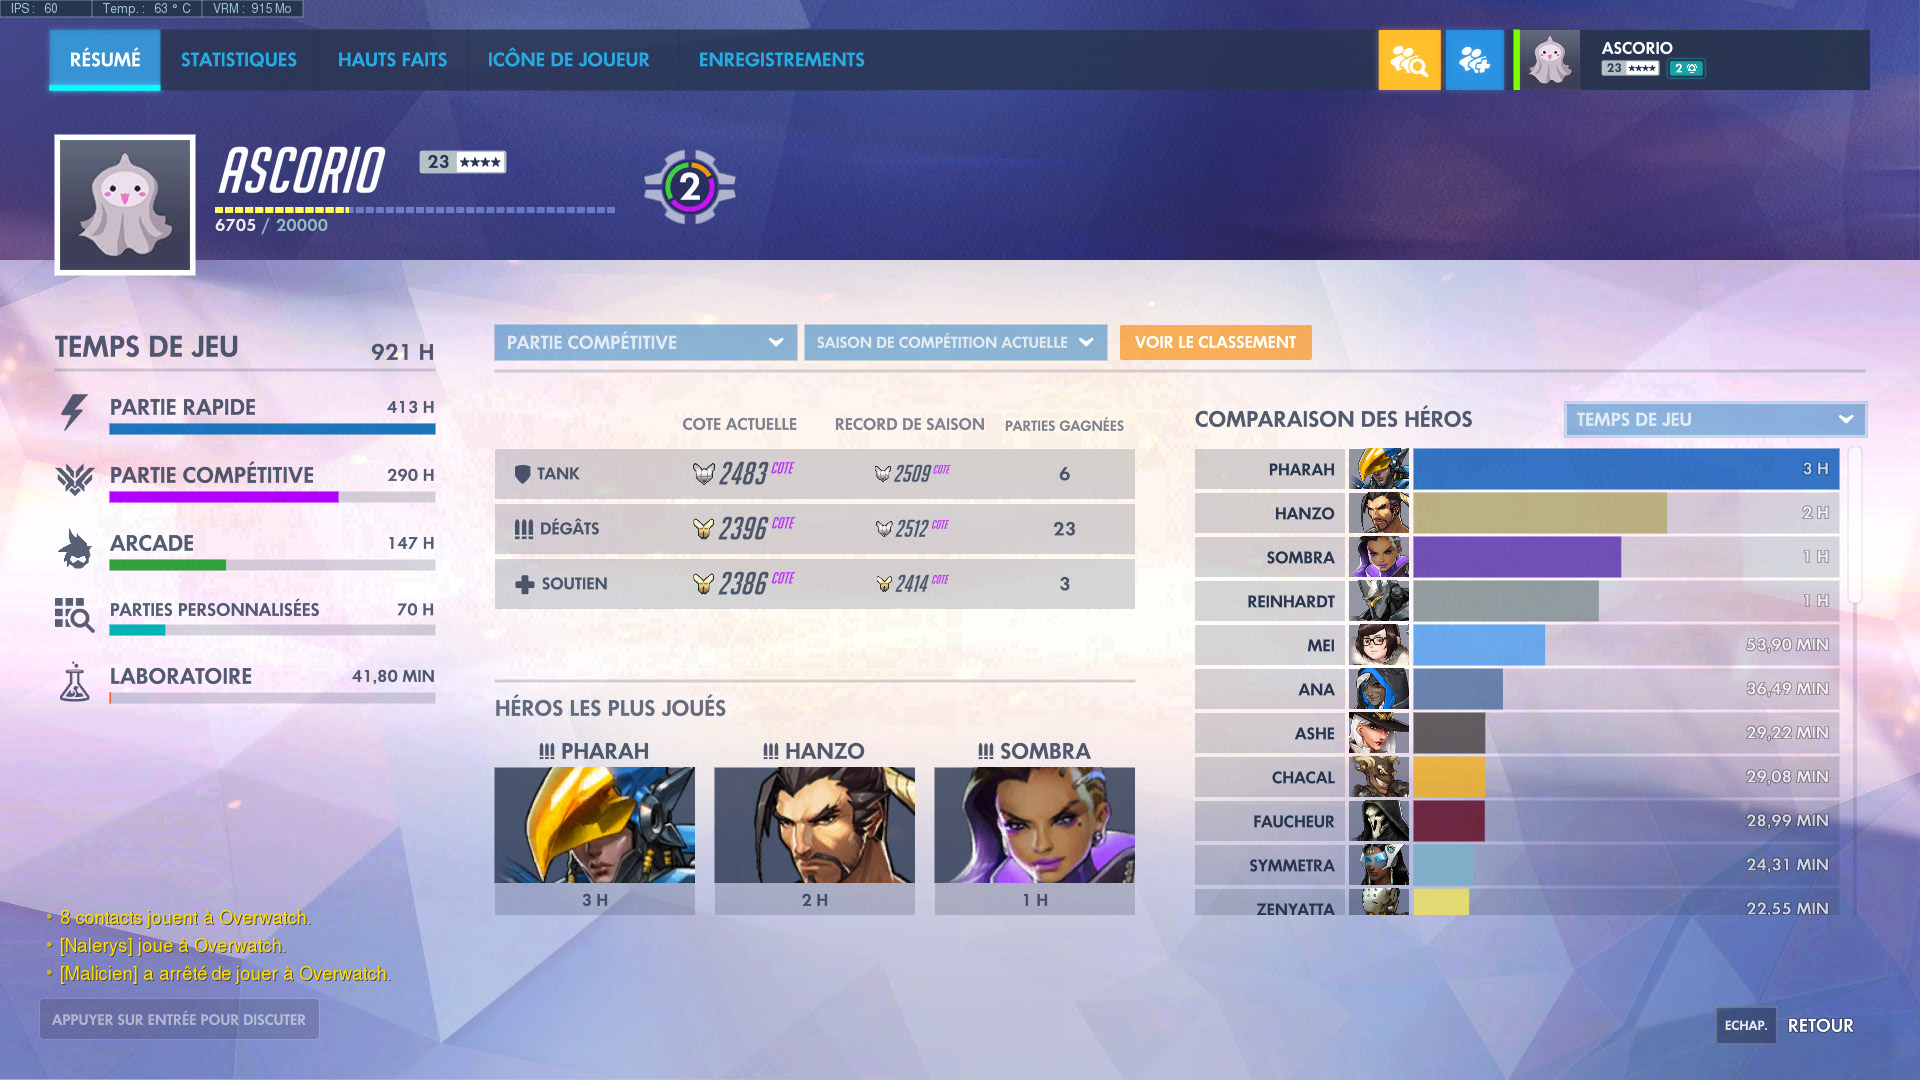 IPS : 60 Temp. : 63 ° C VRM : 915 Mo
RÉSUMÉ STATISTIQUES HAUTS FAITS ICÔNE DE JOUEUR ENREGISTREMENTS
ASCORIO
23 ★★★★ 2
ASCORIO 23 ★★★★
2
6705 / 20000
TEMPS DE JEU 921 H
PARTIE RAPIDE 413 H
PARTIE COMPÉTITIVE 290 H
ARCADE 147 H
PARTIES PERSONNALISÉES 70 H
LABORATOIRE 41,80 MIN
PARTIE COMPÉTITIVE SAISON DE COMPÉTITION ACTUELLE VOIR LE CLASSEMENT
COTE ACTUELLE RECORD DE SAISON PARTIES GAGNÉES
TANK 2483 COTE 2509 COTE 6
DÉGÂTS 2396 COTE 2512 COTE 23
SOUTIEN 2386 COTE 2414 COTE 3
HÉROS LES PLUS JOUÉS
PHARAH HANZO SOMBRA
3 H 2 H 1 H
COMPARAISON DES HÉROS TEMPS DE JEU
PHARAH 3 H
HANZO 2 H
SOMBRA 1 H
REINHARDT 1 H
MEI 53,90 MIN
ANA 36,49 MIN
ASHE 29,22 MIN
CHACAL 29,08 MIN
FAUCHEUR 28,99 MIN
SYMMETRA 24,31 MIN
ZENYATTA 22,55 MIN
• 8 contacts jouent à Overwatch.
• [Nalerys] joue à Overwatch.
• [Malicien] a arrêté de jouer à Overwatch.
APPUYER SUR ENTRÉE POUR DISCUTER
ECHAP. RETOUR